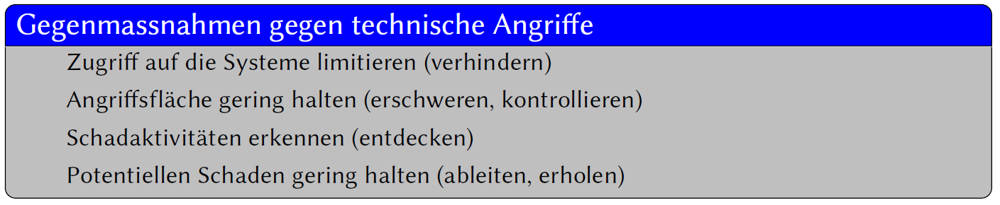 Gegenmassnahmen gegen technische Angriffe
Zugriff auf die Systeme limitieren (verhindern)
Angriffsfläche gering halten (erschweren, kontrollieren)
Schadaktivitäten erkennen (entdecken)
Potentiellen Schaden gering halten (ableiten, erholen)